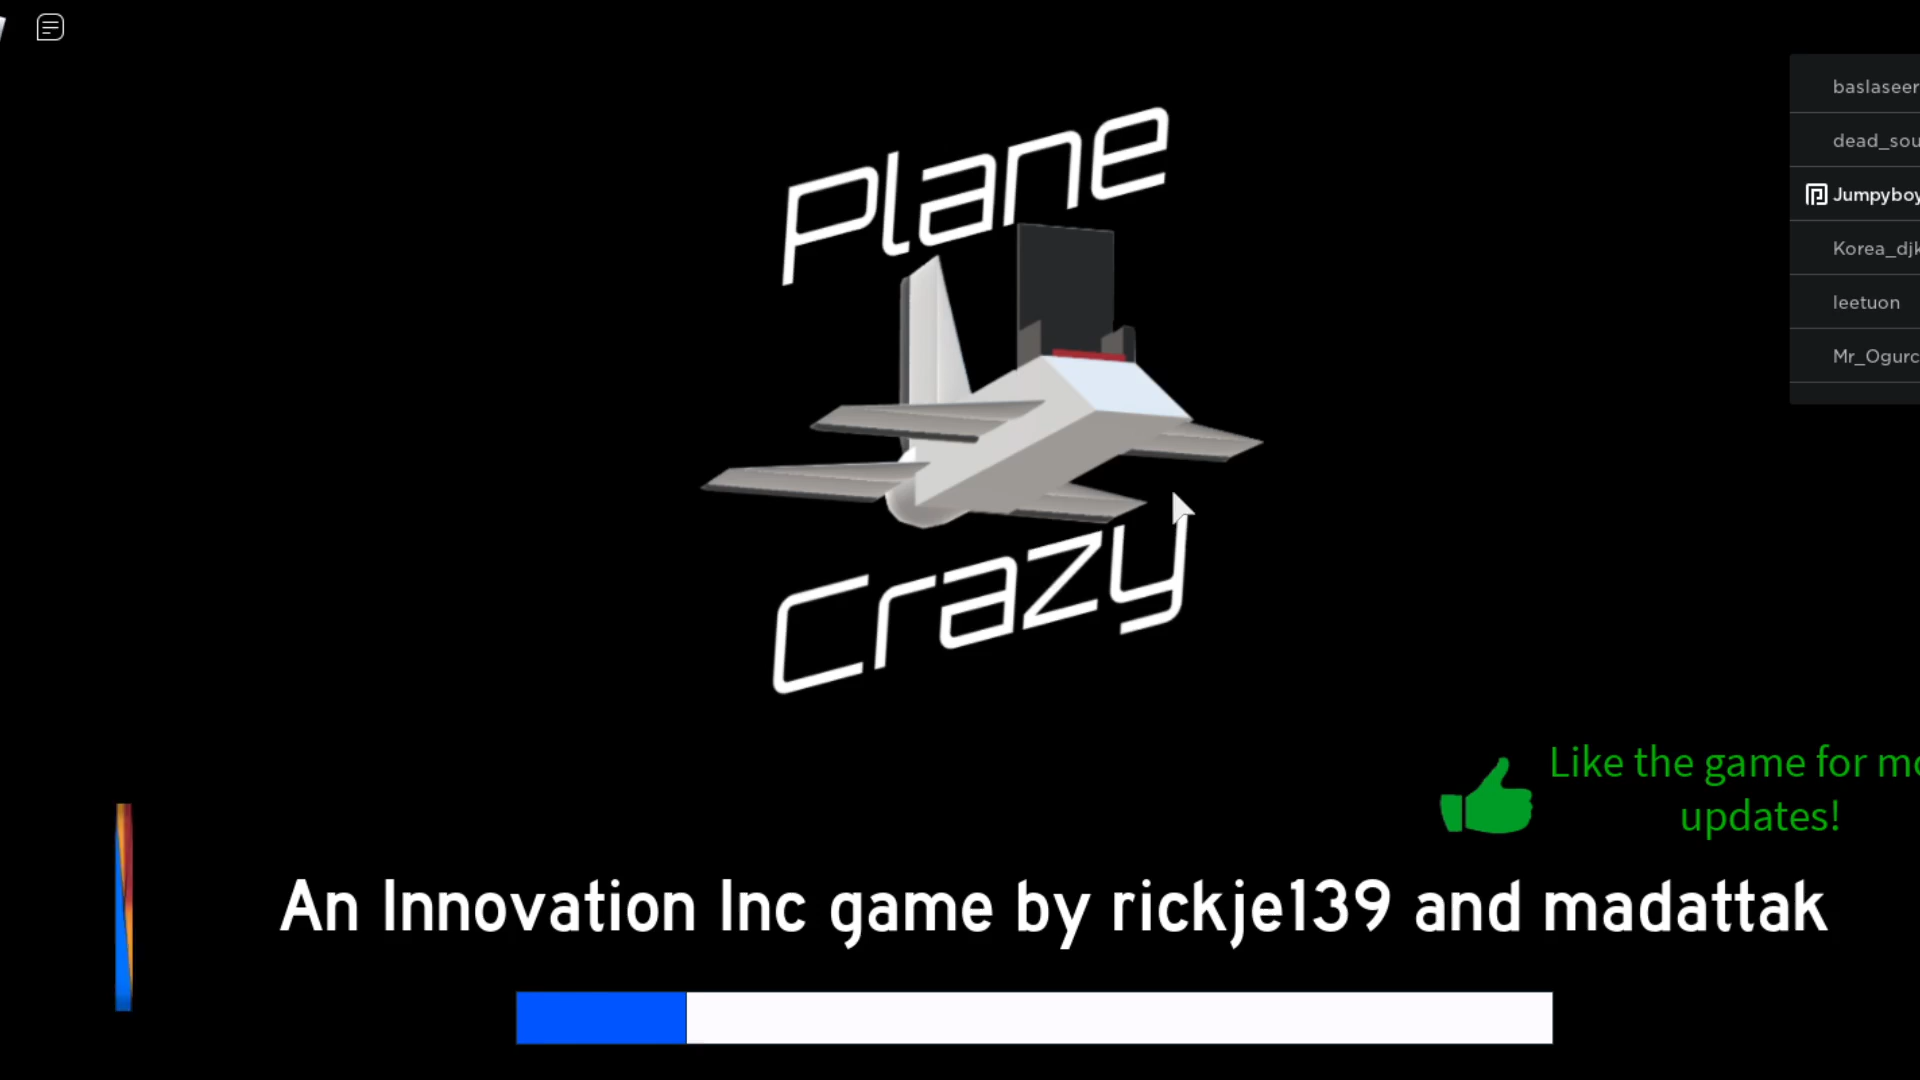 Plane
Crazy
baslaseer
dead_sou
Jumpyboy
Korea_djk
leetuon
Mr_Ogurc
Like the game for mo
updates!
An Innovation Inc game by rickje139 and madattak